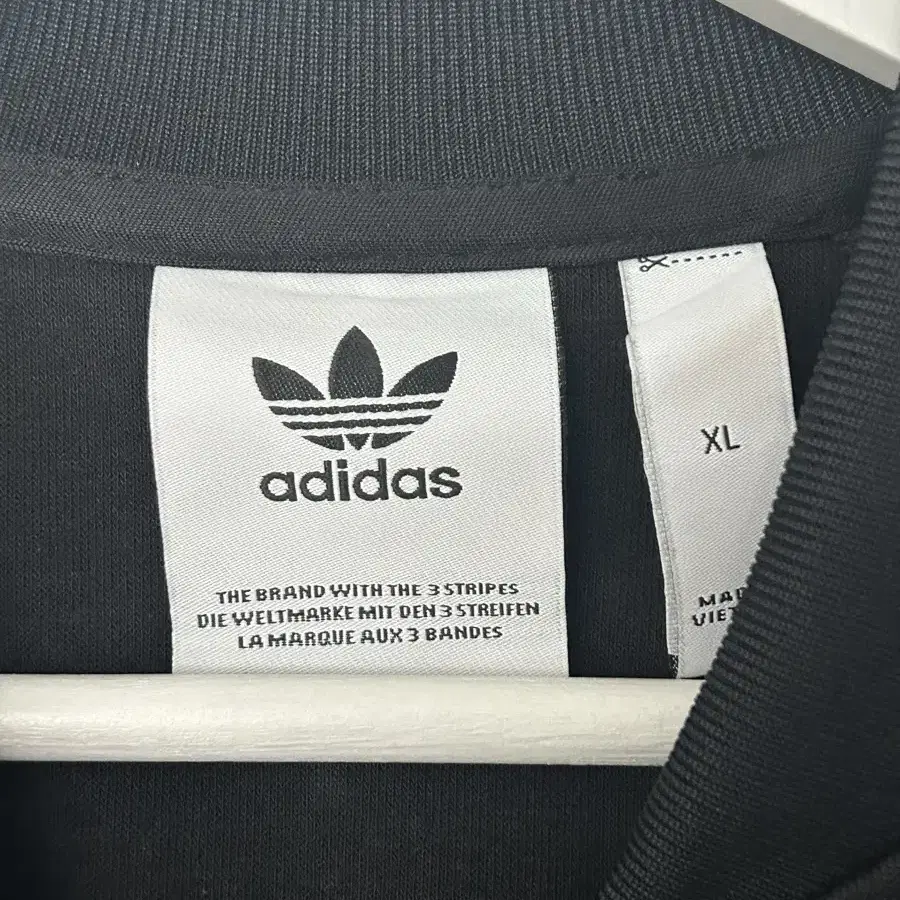 adidas
THE BRAND WITH THE 3 STRIPES
DIE WELTMARKE MIT DEN 3 STREIFEN
LA MARQUE AUX 3 BANDES
XL